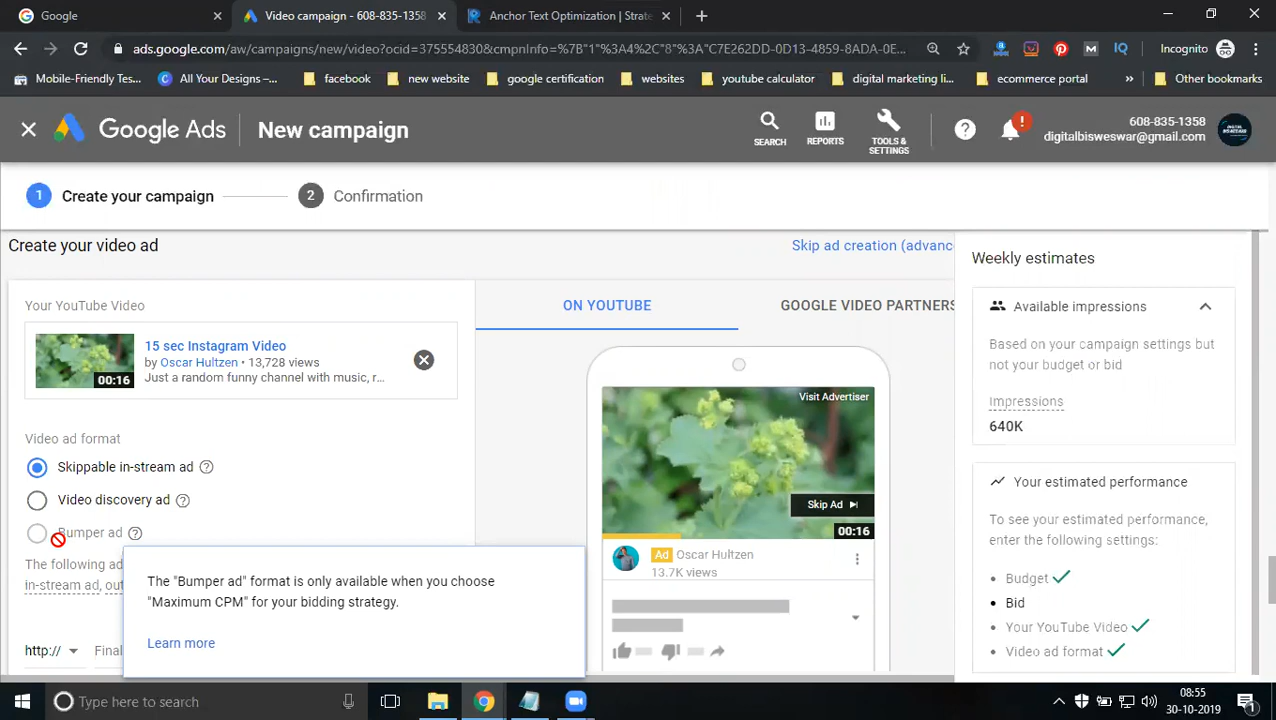 Google
Video campaign - 608-835-1358
Anchor Text Optimization | Strate
ads.google.com/aw/campaigns/new/video?ocid=375554830&cmpnInfo=%7B"1"%3A4%2C"8"%3A"C7E262DD-0D13-4859-8ADA-0E...
Incognito
Mobile-Friendly Tes...
All Your Designs –...
facebook
new website
google certification
websites
youtube calculator
digital marketing li...
ecommerce portal
»
Other bookmarks
Google Ads
New campaign
SEARCH
REPORTS
TOOLS &
SETTINGS
608-835-1358
digitalbisweswar@gmail.com
1 Create your campaign
2 Confirmation
Create your video ad
Skip ad creation (advanc
Your YouTube Video
15 sec Instagram Video
by Oscar Hultzen • 13,728 views
Just a random funny channel with music, r...
00:16
Video ad format
Skippable in-stream ad
Video discovery ad
Bumper ad
The following ad
in-stream ad, out
http://
Final
The "Bumper ad" format is only available when you choose
"Maximum CPM" for your bidding strategy.
Learn more
ON YOUTUBE
GOOGLE VIDEO PARTNERS
Visit Advertiser
Skip Ad
00:16
Ad Oscar Hultzen
13.7K views
Weekly estimates
Available impressions
Based on your campaign settings but
not your budget or bid
Impressions
640K
Your estimated performance
To see your estimated performance,
enter the following settings:
• Budget
• Bid
• Your YouTube Video
• Video ad format
Type here to search
08:55
30-10-2019